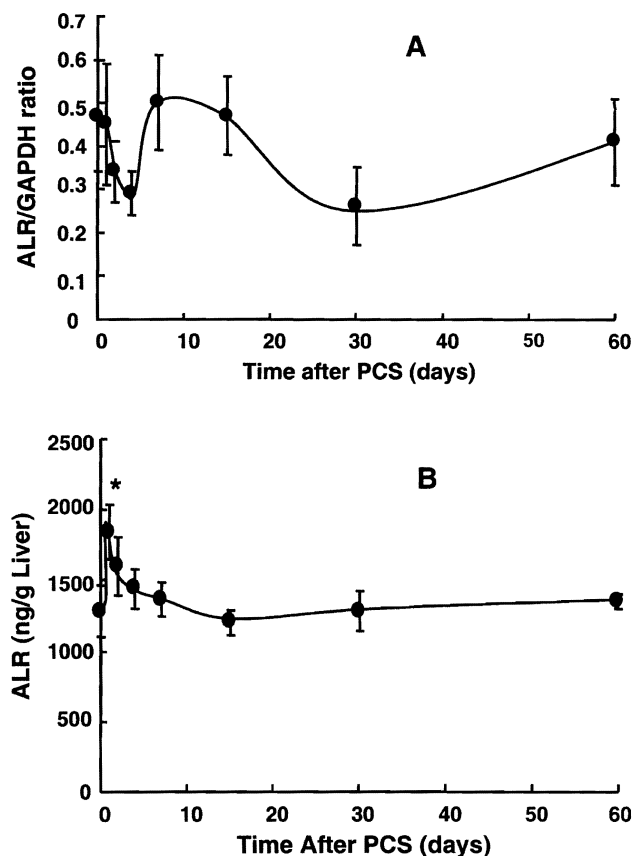 A
0.7
0.6
0.5
0.4
0.3
0.2
0.1
0
ALR/GAPDH ratio
0 10 20 30 40 50 60
Time after PCS (days)
B
*
2500
2000
1500
1000
500
0
ALR (ng/g Liver)
0 10 20 30 40 50 60
Time After PCS (days)